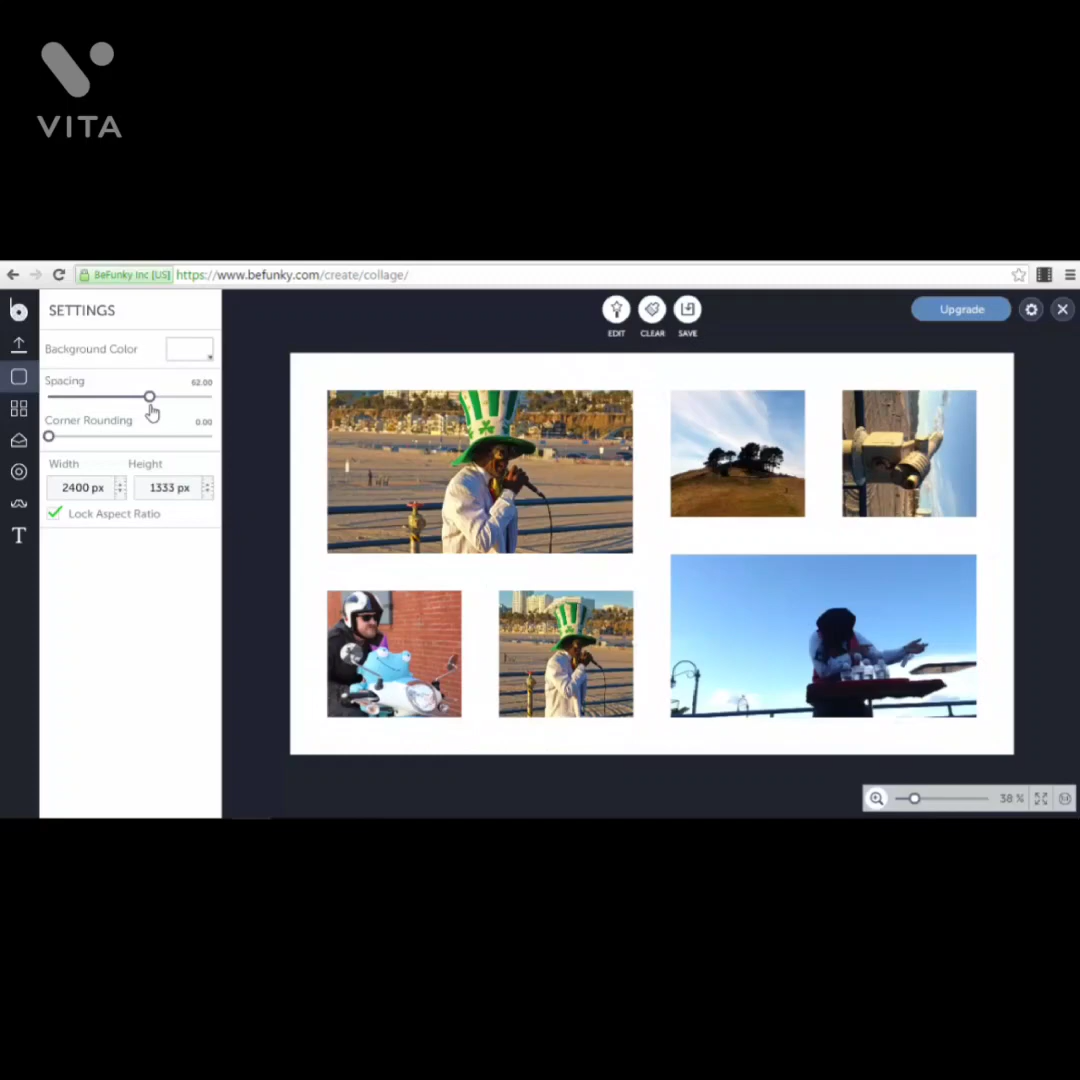 VITA
BeFunky Inc [US] https://www.befunky.com/create/collage/
SETTINGS
EDIT CLEAR SAVE
Upgrade
Background Color
Spacing 62.00
Corner Rounding 0.00
Width Height
2400 px 1333 px
Lock Aspect Ratio
T
38 %